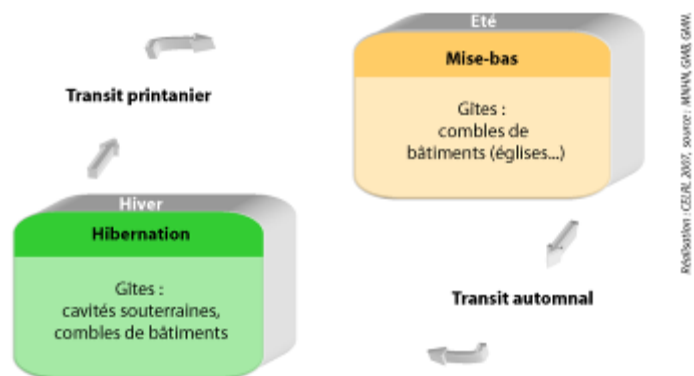 Eté
Mise-bas
Gîtes :
combles de
bâtiments (églises...)
Transit printanier
Hiver
Hibernation
Gîtes :
cavités souterraines,
combles de bâtiments
Transit automnal
Réalisation : CELRL 2007, source : MNHN, GMB, GMN.